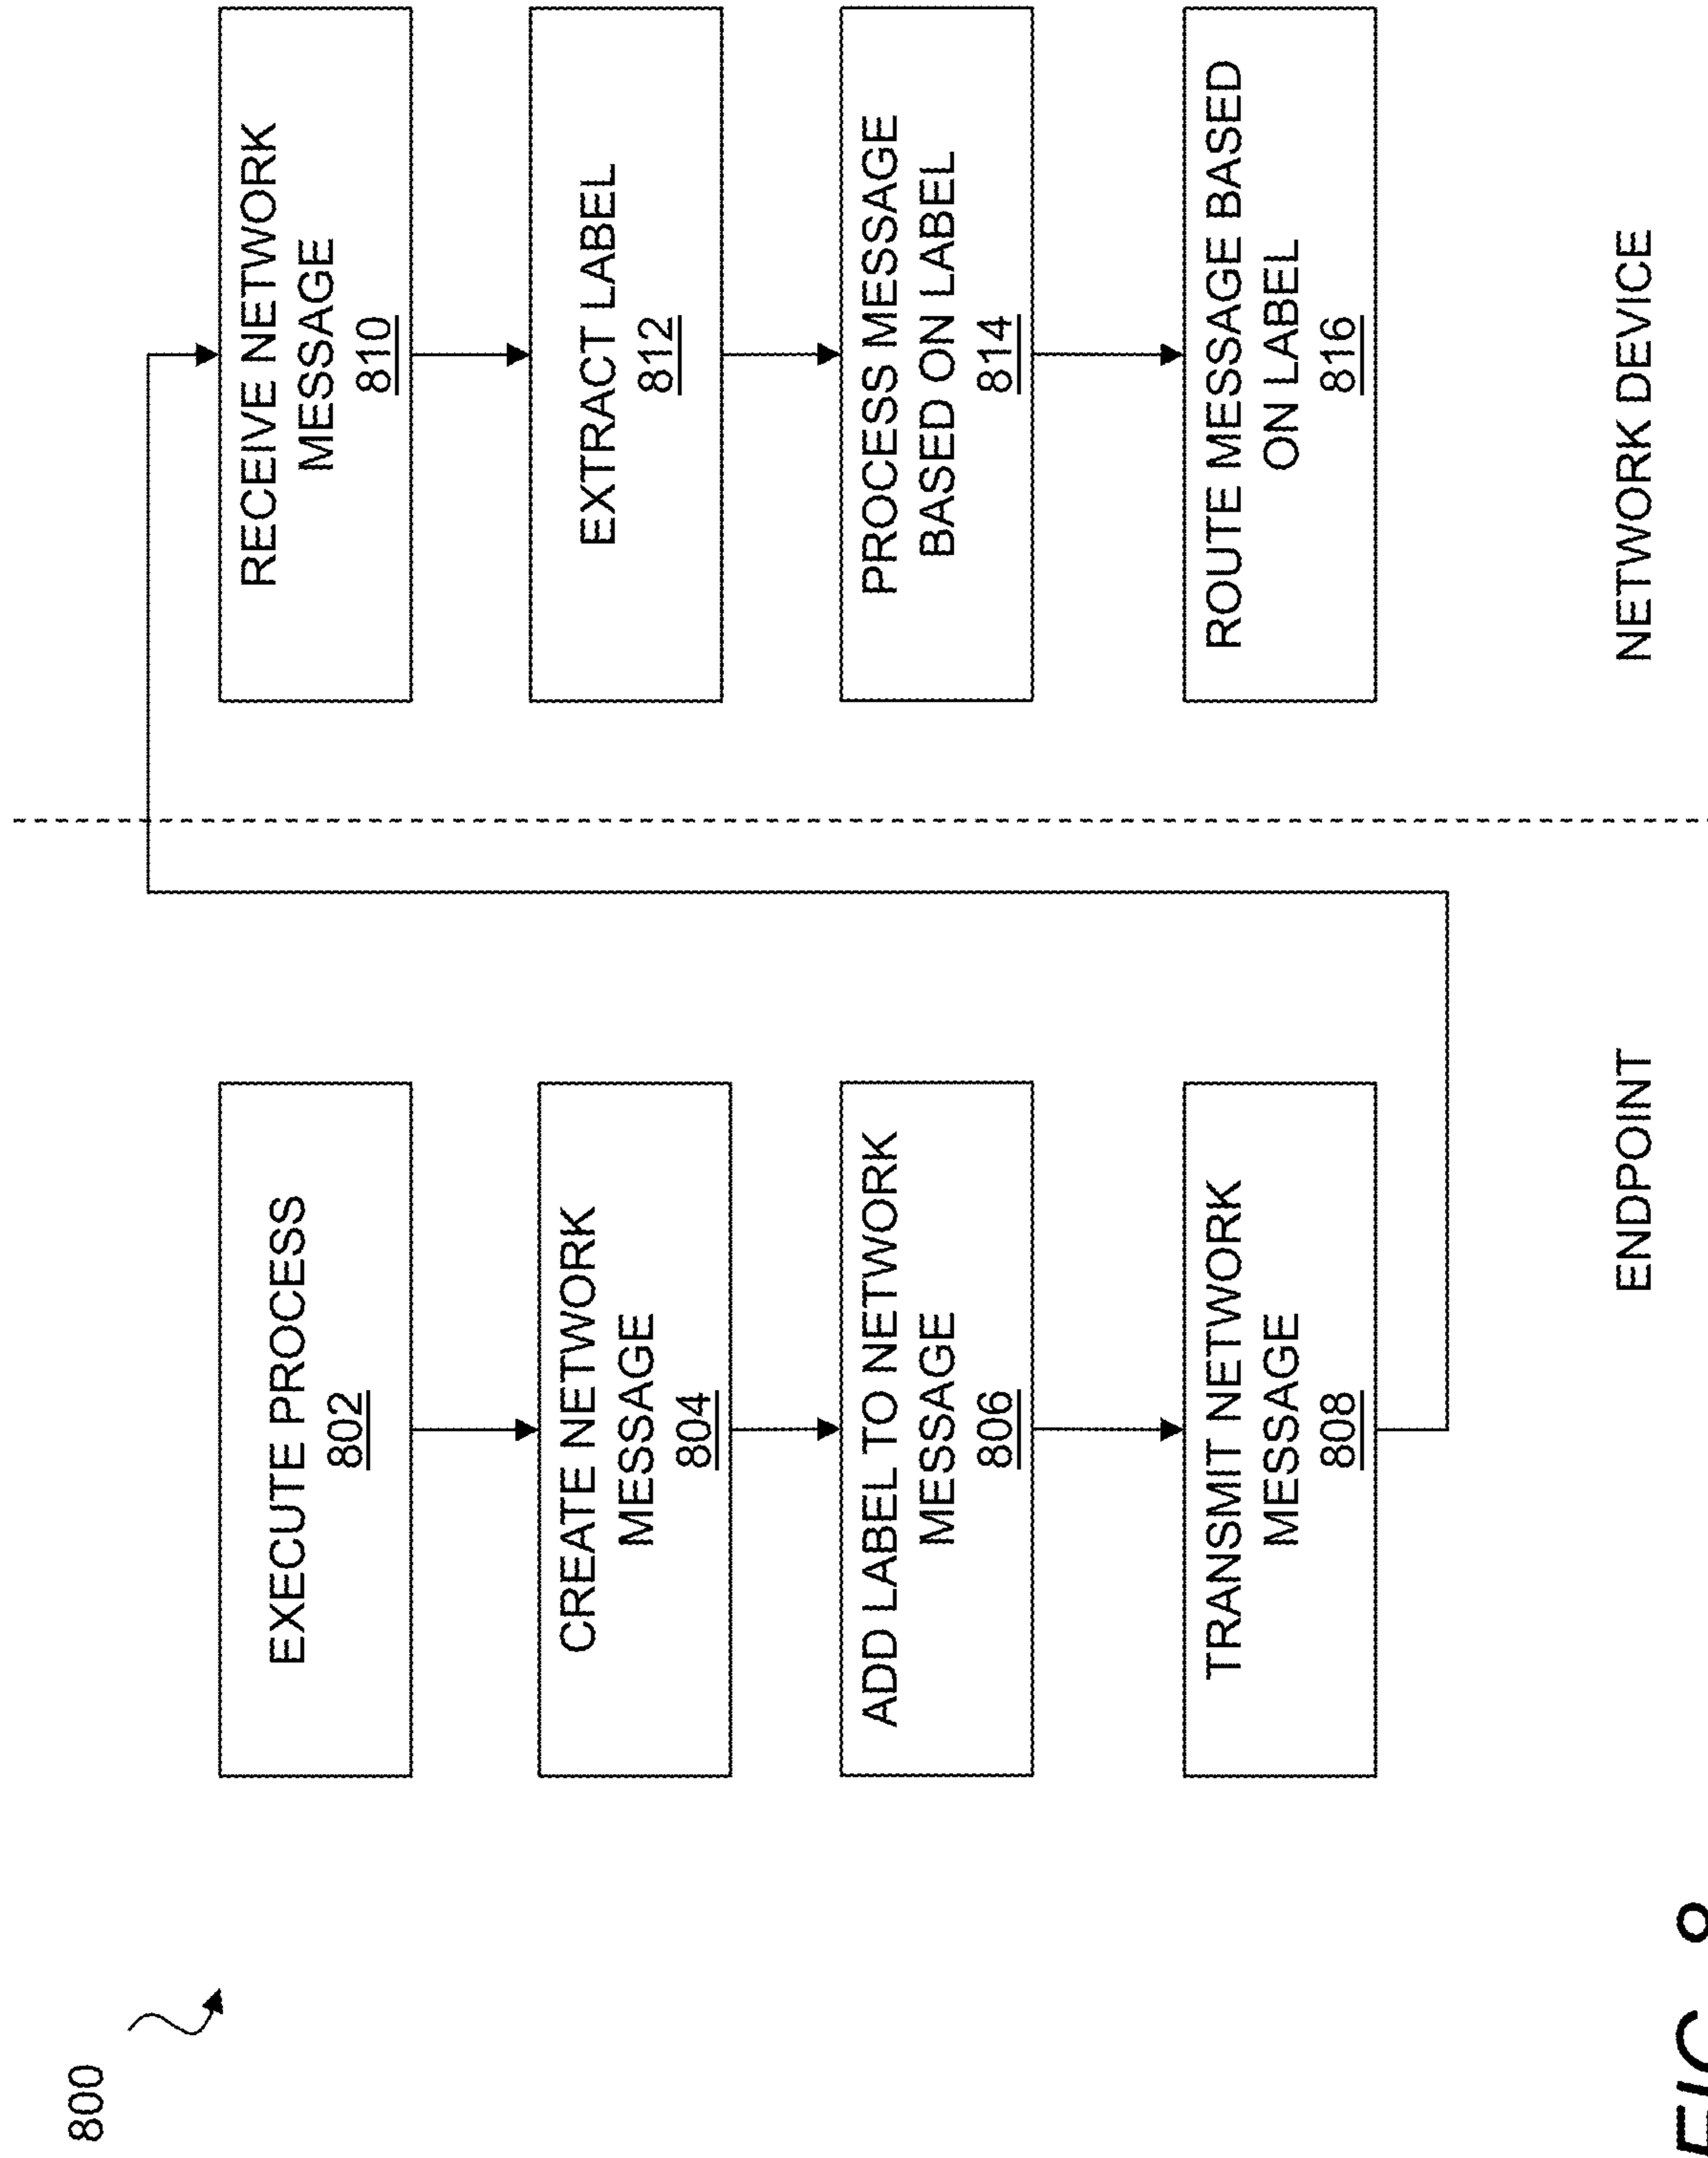 800
EXECUTE PROCESS
802
CREATE NETWORK
MESSAGE
804
ADD LABEL TO NETWORK
MESSAGE
806
TRANSMIT NETWORK
MESSAGE
808
ENDPOINT
RECEIVE NETWORK
MESSAGE
810
EXTRACT LABEL
812
PROCESS MESSAGE
BASED ON LABEL
814
ROUTE MESSAGE BASED
ON LABEL
816
NETWORK DEVICE
FIG. 8